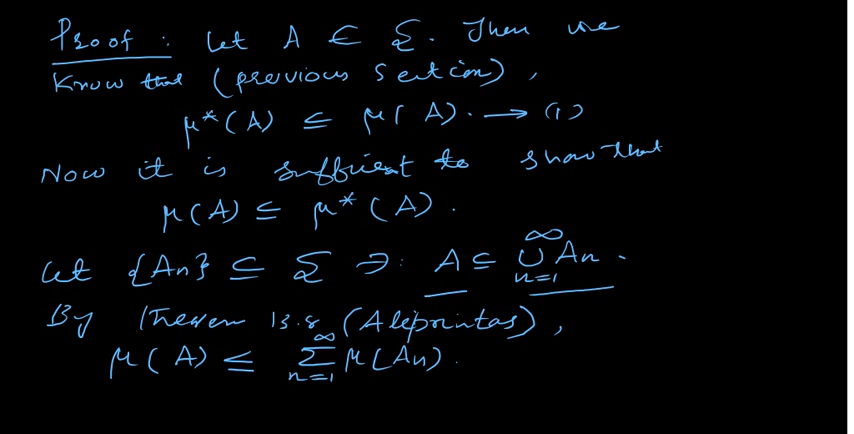 Proof : Let A ∈ Σ. Then we
know that (previous section),
μ*(A) ≤ μ(A). → (1)
Now it is sufficient to show that
μ(A) ≤ μ*(A).
Let {An} ⊆ Σ ∋: A ⊆ ∪_{n=1}^{∞} An.
By Theorem 13.8 (Aliprintas),
μ(A) ≤ Σ_{n=1}^{∞} μ(An).